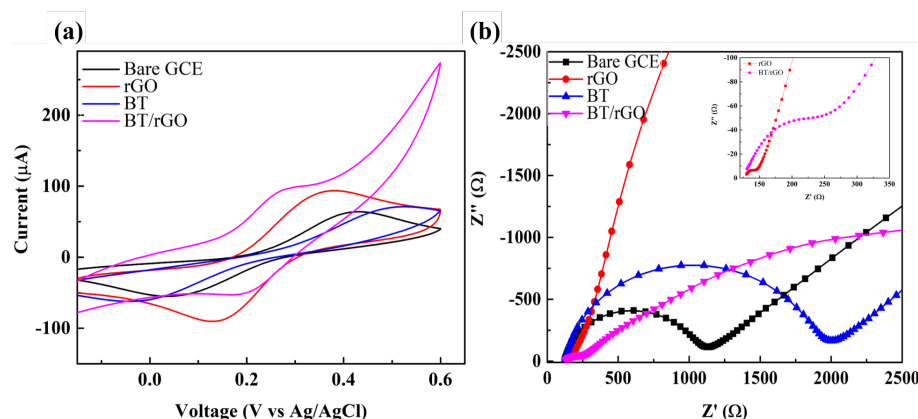 (a)
Bare GCE
rGO
BT
BT/rGO
200
100
0
-100
Current (μA)
0.0
0.2
0.4
0.6
Voltage (V vs Ag/AgCl)
(b)
-2500
-2000
-1500
-1000
-500
0
Z'' (Ω)
Bare GCE
rGO
BT
BT/rGO
0
500
1000
1500
2000
2500
Z' (Ω)
-100
-80
-60
-40
-20
0
Z'' (Ω)
rGO
BT/rGO
150
200
250
300
350
Z' (Ω)